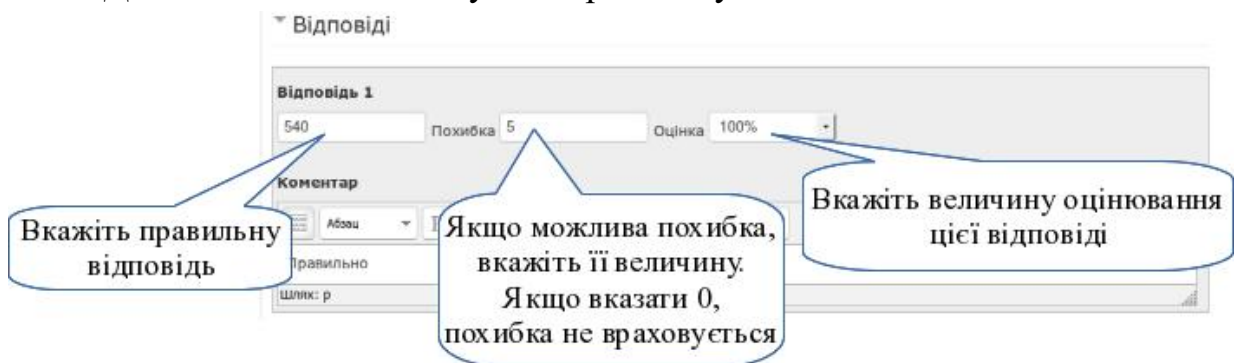 Відповіді
Відповідь 1
540 Похибка 5 Оцінка 100%
Коментар
Абзац
Правильно
Шлях: p
Вкажіть правильну
відповідь
Якщо можлива похибка,
вкажіть її величину.
Якщо вказати 0,
похибка не враховується
Вкажіть величину оцінювання
цієї відповіді